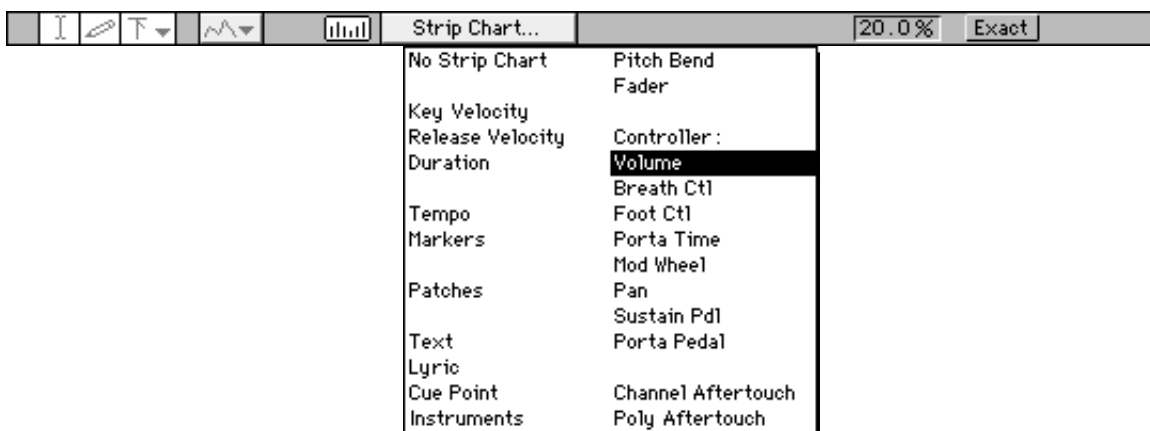 Strip Chart...
20.0%
Exact
No Strip Chart
Key Velocity
Release Velocity
Duration
Tempo
Markers
Patches
Text
Lyric
Cue Point
Instruments
Pitch Bend
Fader
Controller:
Volume
Breath Ctl
Foot Ctl
Porta Time
Mod Wheel
Pan
Sustain Pdl
Porta Pedal
Channel Aftertouch
Poly Aftertouch